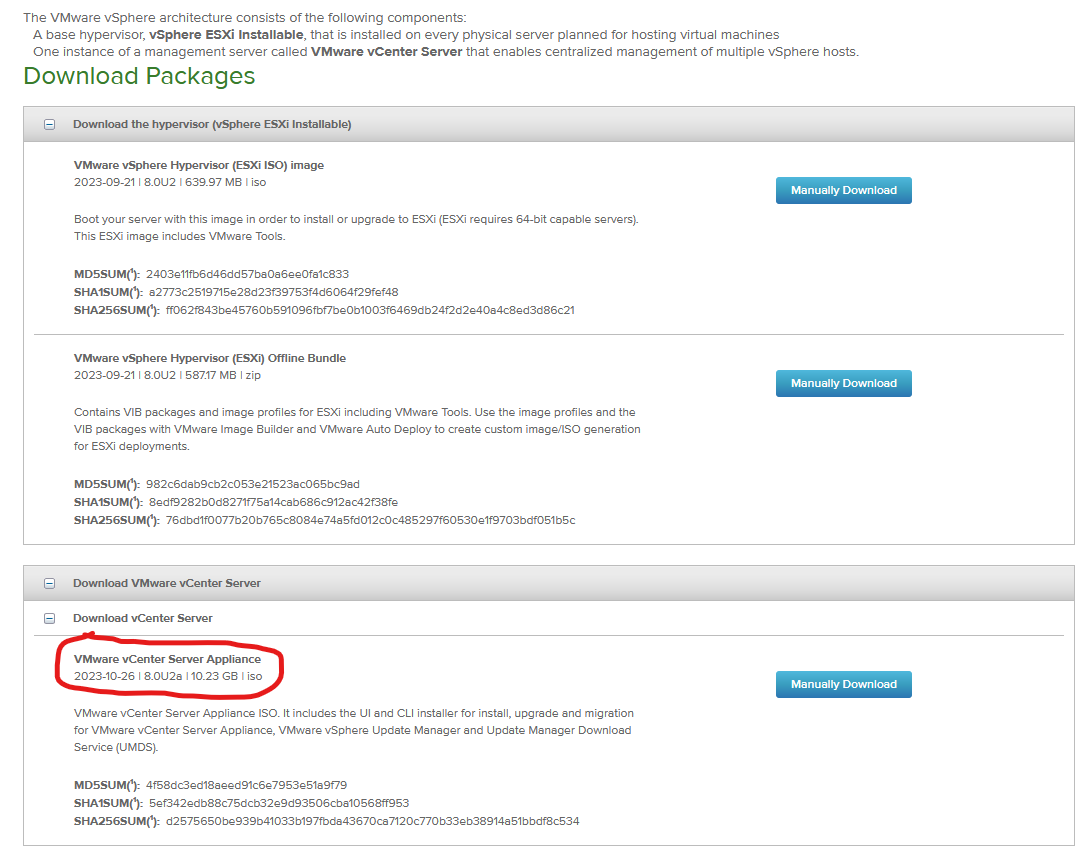 The VMware vSphere architecture consists of the following components:
A base hypervisor, vSphere ESXi Installable, that is installed on every physical server planned for hosting virtual machines
One instance of a management server called VMware vCenter Server that enables centralized management of multiple vSphere hosts.
Download Packages
Download the hypervisor (vSphere ESXi Installable)
VMware vSphere Hypervisor (ESXi ISO) image
2023-09-21 | 8.0U2 | 639.97 MB | iso
Manually Download
Boot your server with this image in order to install or upgrade to ESXi (ESXi requires 64-bit capable servers).
This ESXi image includes VMware Tools.
MD5SUM(¹): 2403e11fb6d46dd57ba0a6ee0fa1c833
SHA1SUM(¹): a2773c2519715e28d23f39753f4d6064f29fef48
SHA256SUM(¹): ff062f843be45760b591096fbf7be0b1003f6469db24f2d2e40a4c8ed3d86c21
VMware vSphere Hypervisor (ESXi) Offline Bundle
2023-09-21 | 8.0U2 | 587.17 MB | zip
Manually Download
Contains VIB packages and image profiles for ESXi including VMware Tools. Use the image profiles and the
VIB packages with VMware Image Builder and VMware Auto Deploy to create custom image/ISO generation
for ESXi deployments.
MD5SUM(¹): 982c6dab9cb2c053e21523ac065bc9ad
SHA1SUM(¹): 8edf9282b0d8271f75a14cab686c912ac42f38fe
SHA256SUM(¹): 76dbd1f0077b20b765c8084e74a5fd012c0c485297f60530e1f9703bdf051b5c
Download VMware vCenter Server
Download vCenter Server
VMware vCenter Server Appliance
2023-10-26 | 8.0U2a | 10.23 GB | iso
Manually Download
VMware vCenter Server Appliance ISO. It includes the UI and CLI installer for install, upgrade and migration
for VMware vCenter Server Appliance, VMware vSphere Update Manager and Update Manager Download
Service (UMDS).
MD5SUM(¹): 4f58dc3ed18aeed91c6e7953e51a9f79
SHA1SUM(¹): 5ef342edb88c75dcb32e9d93506cba10568ff953
SHA256SUM(¹): d2575650be939b41033b197fbda43670ca7120c770b33eb38914a51bbdf8c534